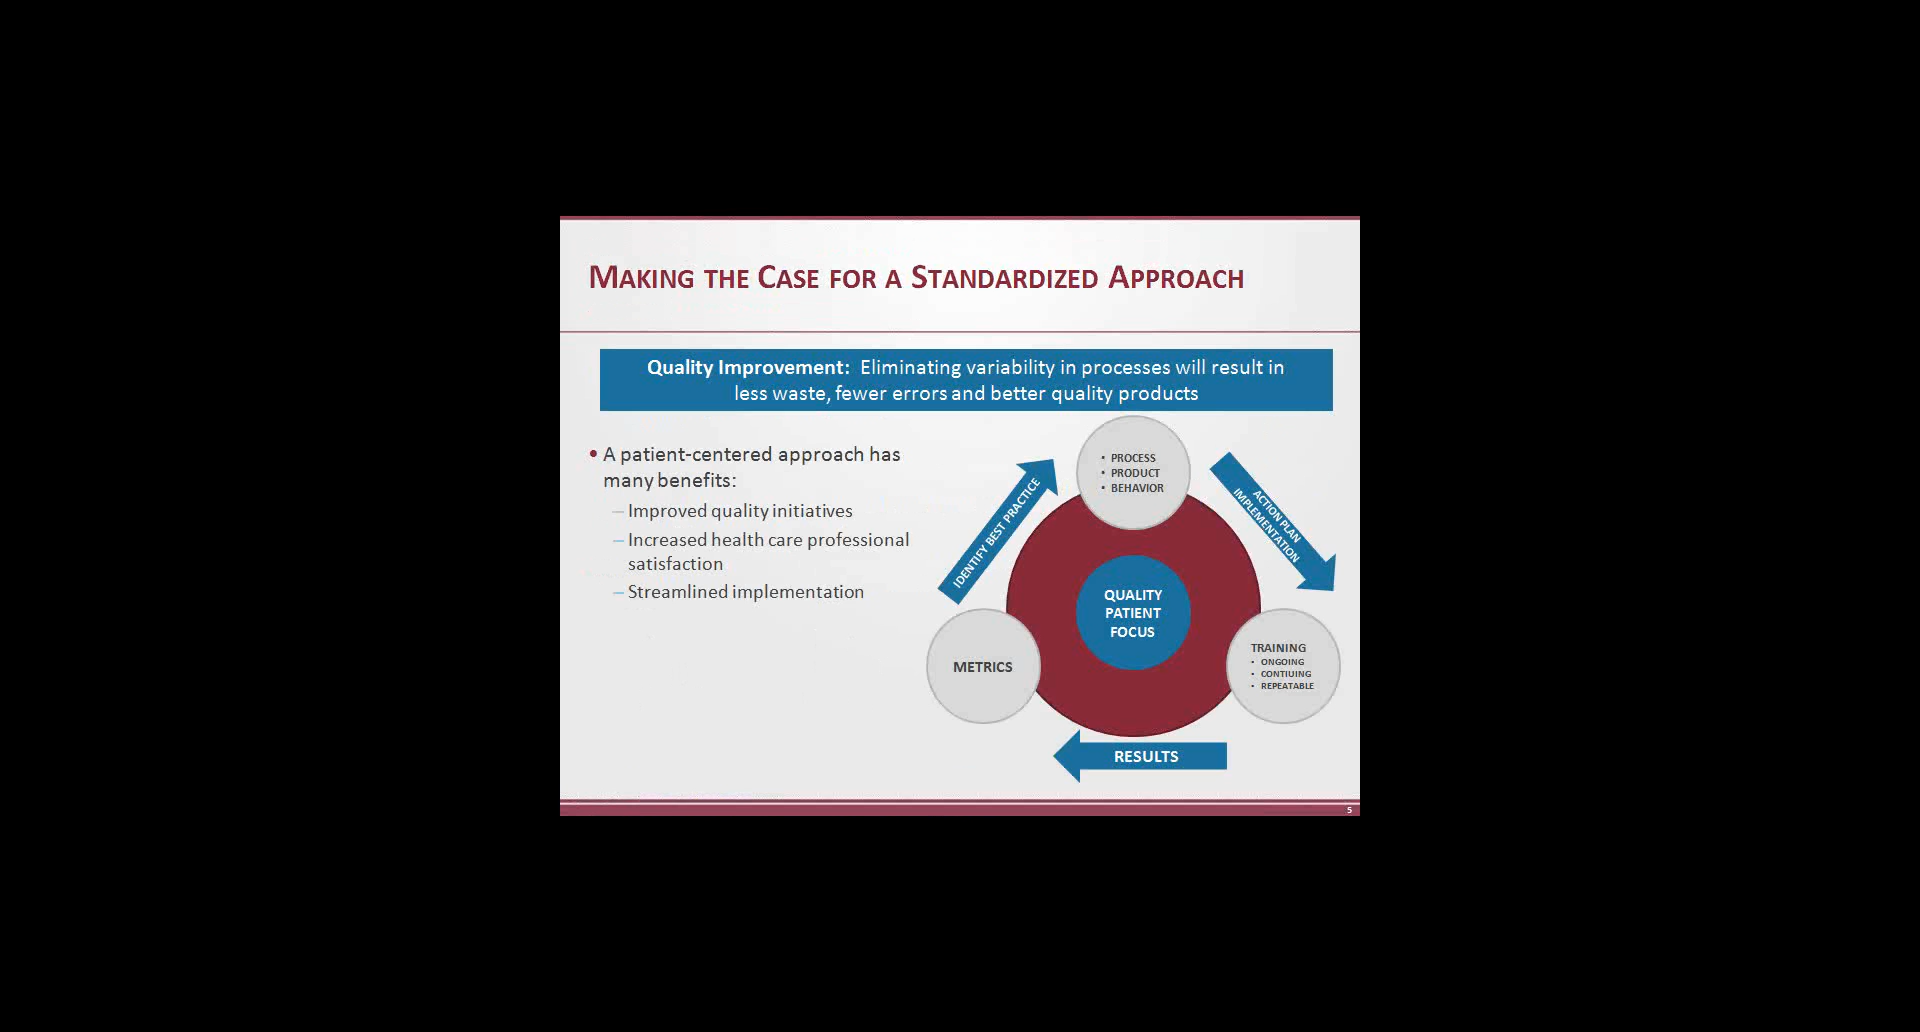 MAKING THE CASE FOR A STANDARDIZED APPROACH
Quality Improvement: Eliminating variability in processes will result in
less waste, fewer errors and better quality products
• A patient-centered approach has
many benefits:
– Improved quality initiatives
– Increased health care professional
satisfaction
– Streamlined implementation
IDENTIFY BEST PRACTICE
• PROCESS
• PRODUCT
• BEHAVIOR
ACTION PLAN
IMPLEMENTATION
QUALITY
PATIENT
FOCUS
METRICS
TRAINING
• ONGOING
• CONTIUING
• REPEATABLE
RESULTS
5